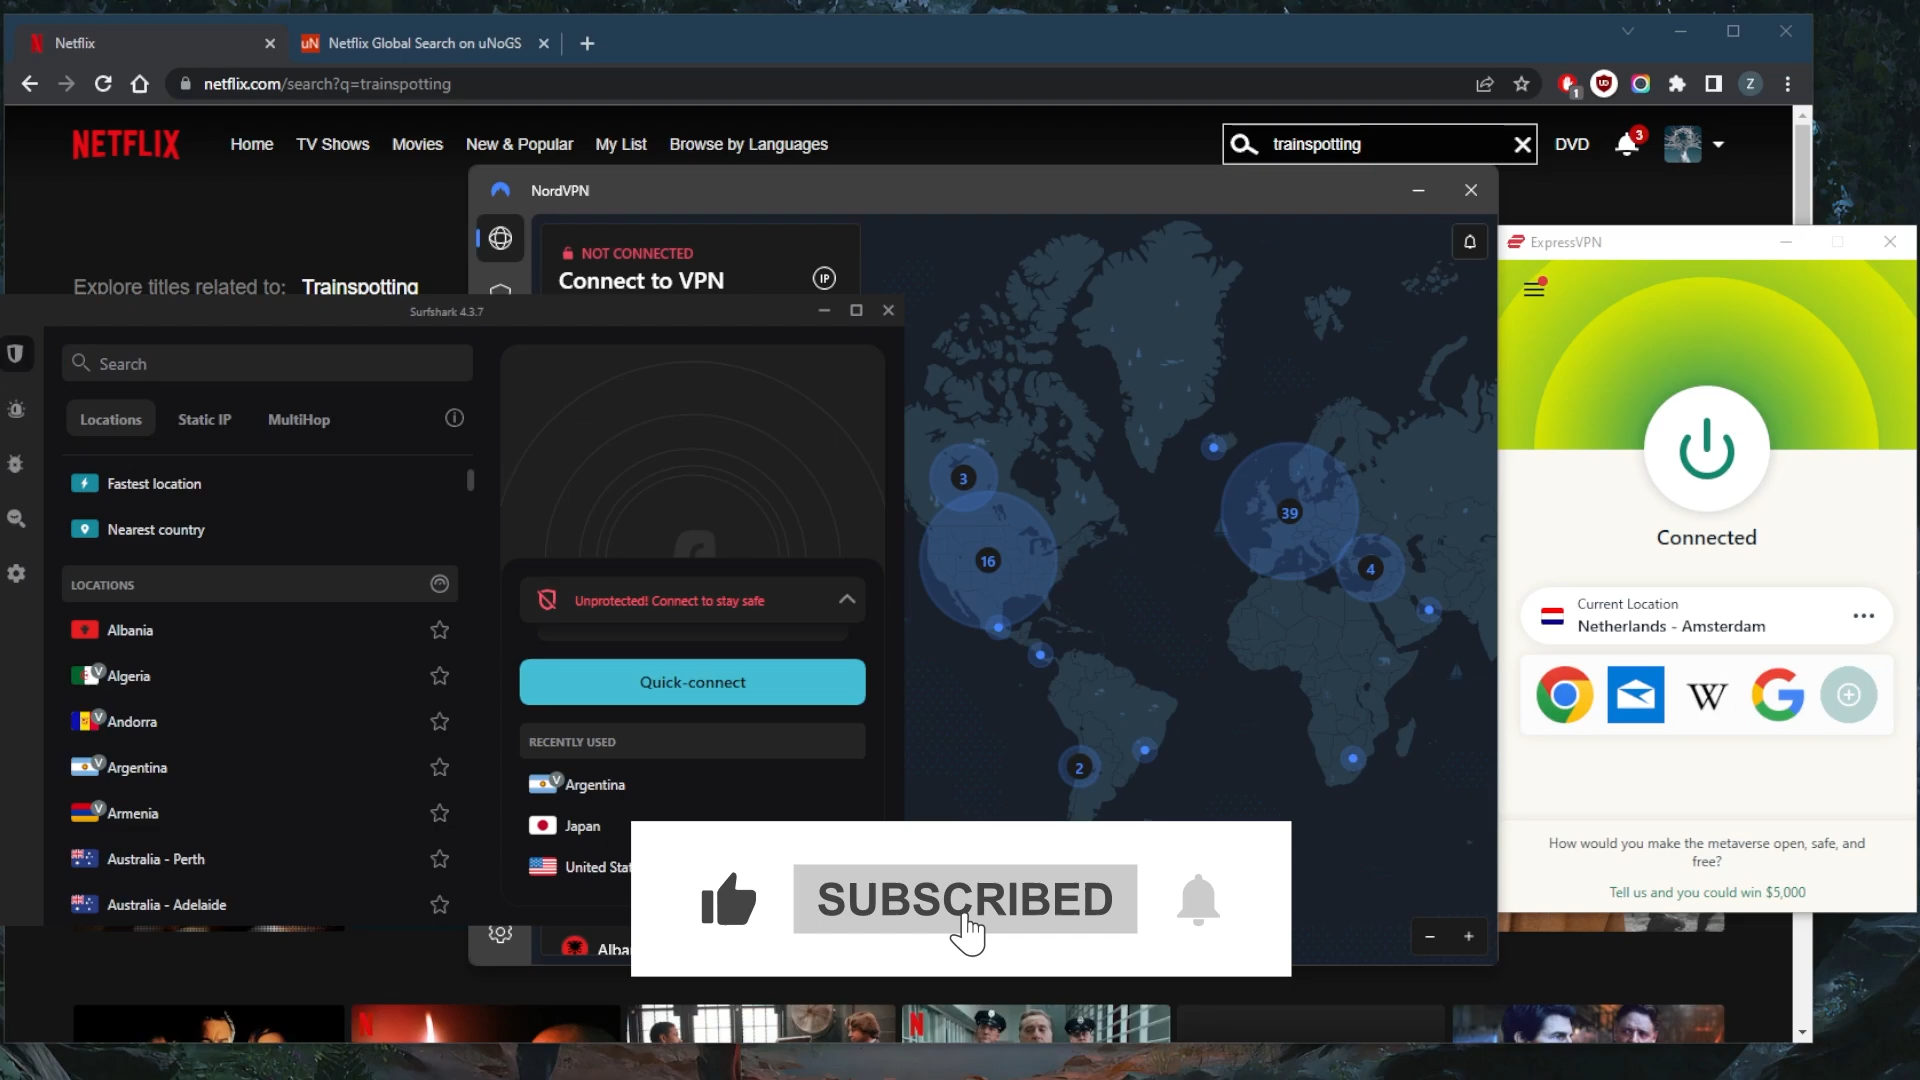 Netflix
uN
Netflix Global Search on uNoGS
netflix.com/search?q=trainspotting
1
Z
NETFLIX
Home
TV Shows
Movies
New & Popular
My List
Browse by Languages
trainspotting
DVD
3
NordVPN
NOT CONNECTED
Connect to VPN
IP
Explore titles related to: Trainspotting
ExpressVPN
Surfshark 4.3.7
Search
Locations
Static IP
MultiHop
Fastest location
Nearest country
LOCATIONS
Albania
V
Algeria
V
Andorra
V
Argentina
V
Armenia
Australia - Perth
Australia - Adelaide
Unprotected! Connect to stay safe
Quick-connect
RECENTLY USED
V
Argentina
Japan
United Stat
Alba
3
16
39
4
2
Connected
Current Location
Netherlands - Amsterdam
W
G
How would you make the metaverse open, safe, and
free?
Tell us and you could win $5,000
SUBSCRIBED
N
N